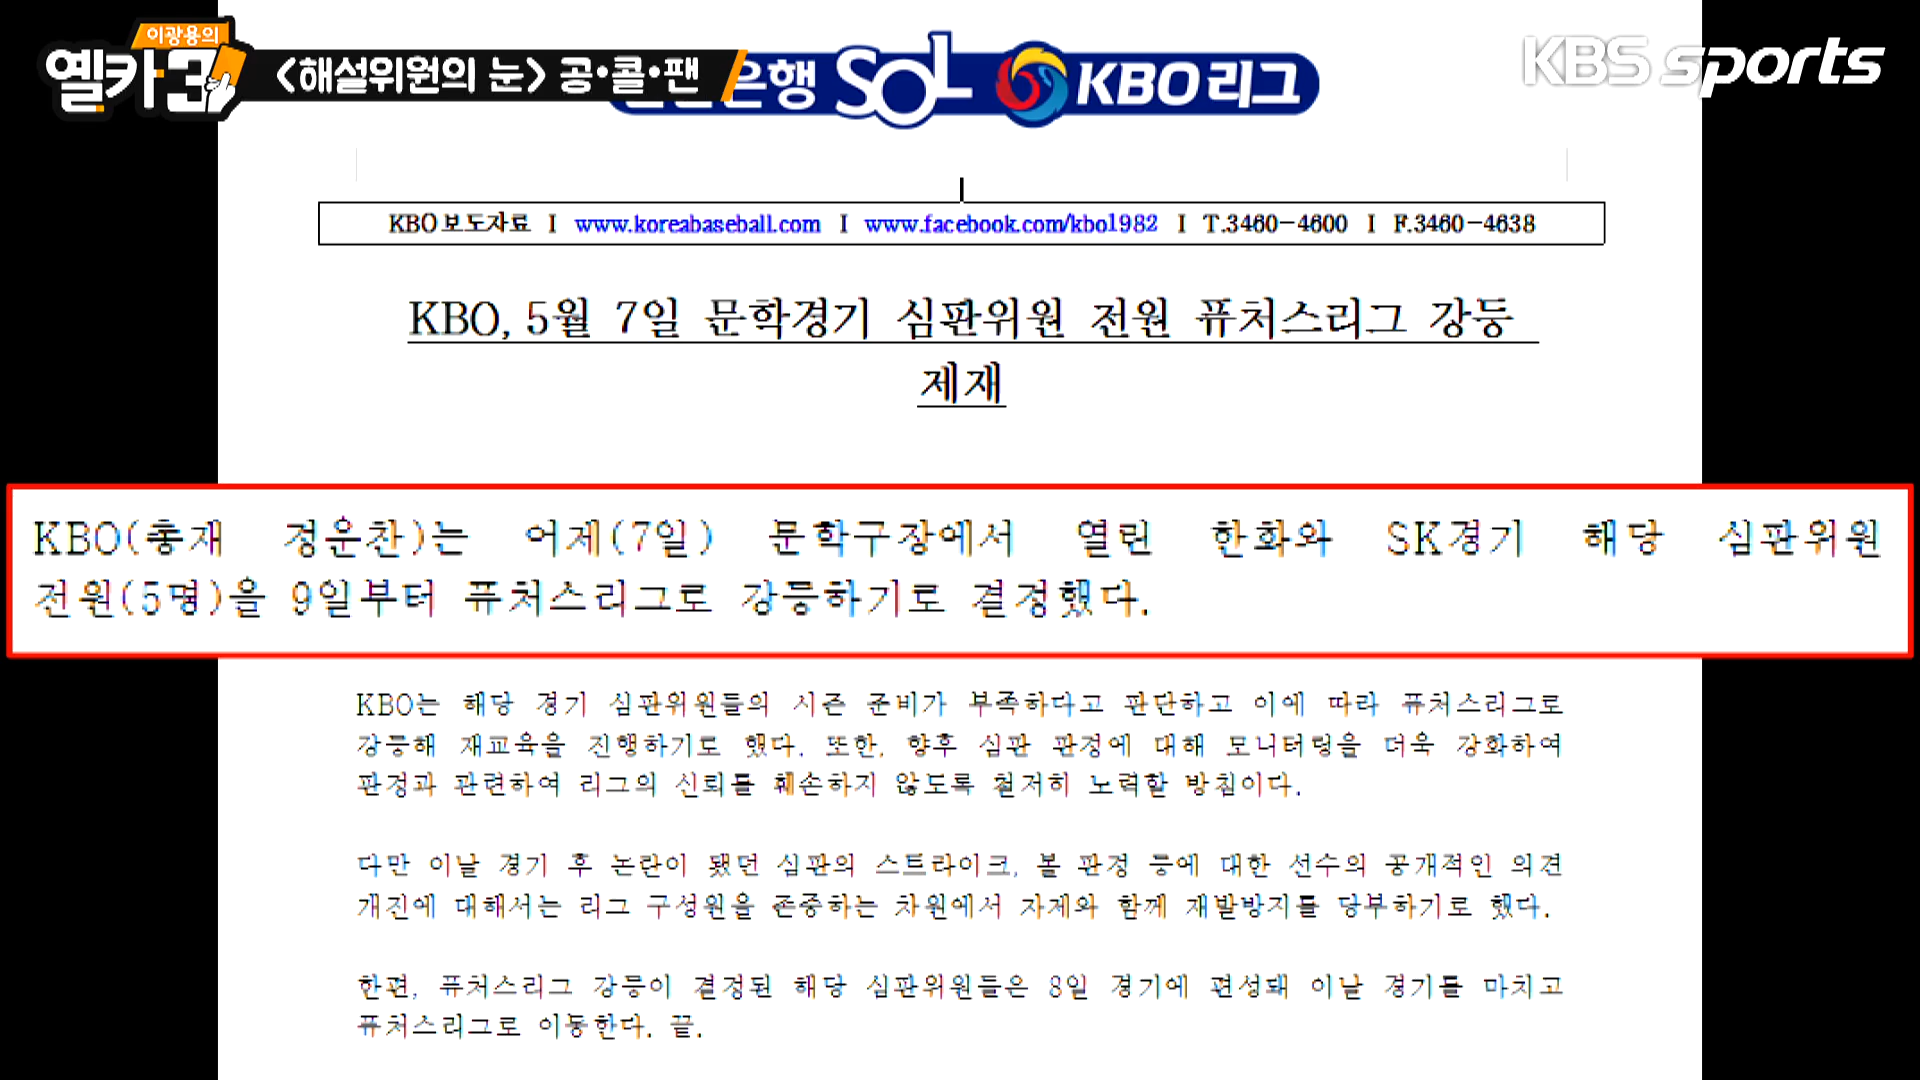 이광용의
옐카3
<해설위원의 눈> 공·콜·팬
은행 SOL KBO 리그
KBS sports
KBO 보도자료 I www.koreabaseball.com I www.facebook.com/kbo1982 I T.3460-4600 I F.3460-4638
KBO, 5월 7일 문학경기 심판위원 전원 퓨처스리그 강등
제재
KBO(총재 정운찬)는 어제(7일) 문학구장에서 열린 한화와 SK경기 해당 심판위원
전원(5명)을 9일부터 퓨처스리그로 강등하기로 결정했다.
KBO는 해당 경기 심판위원들의 시즌 준비가 부족하다고 판단하고 이에 따라 퓨처스리그로
강등해 재교육을 진행하기로 했다. 또한, 향후 심판 판정에 대해 모니터링을 더욱 강화하여
판정과 관련하여 리그의 신뢰를 훼손하지 않도록 철저히 노력할 방침이다.
다만 이날 경기 후 논란이 됐던 심판의 스트라이크, 볼 판정 등에 대한 선수의 공개적인 의견
개진에 대해서는 리그 구성원을 존중하는 차원에서 자제와 함께 재발방지를 당부하기로 했다.
한편, 퓨처스리그 강등이 결정된 해당 심판위원들은 8일 경기에 편성돼 이날 경기를 마치고
퓨처스리그로 이동한다. 끝.